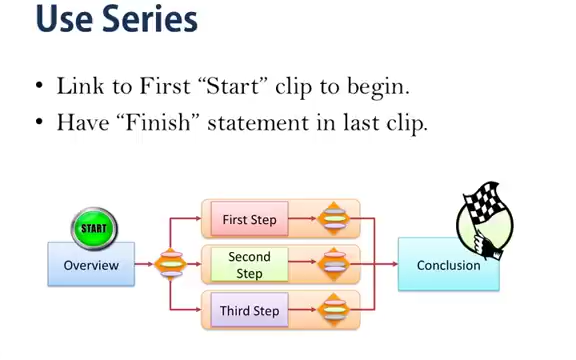 Use Series
• Link to First “Start” clip to begin.
• Have “Finish” statement in last clip.
START
Overview
First Step
Second
Step
Third Step
Conclusion